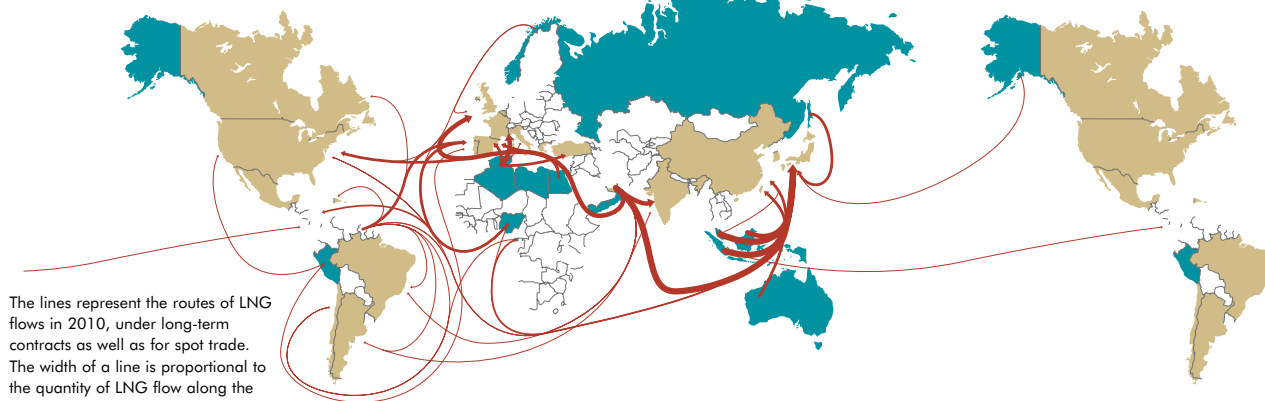 The lines represent the routes of LNG
flows in 2010, under long-term
contracts as well as for spot trade.
The width of a line is proportional to
the quantity of LNG flow along the